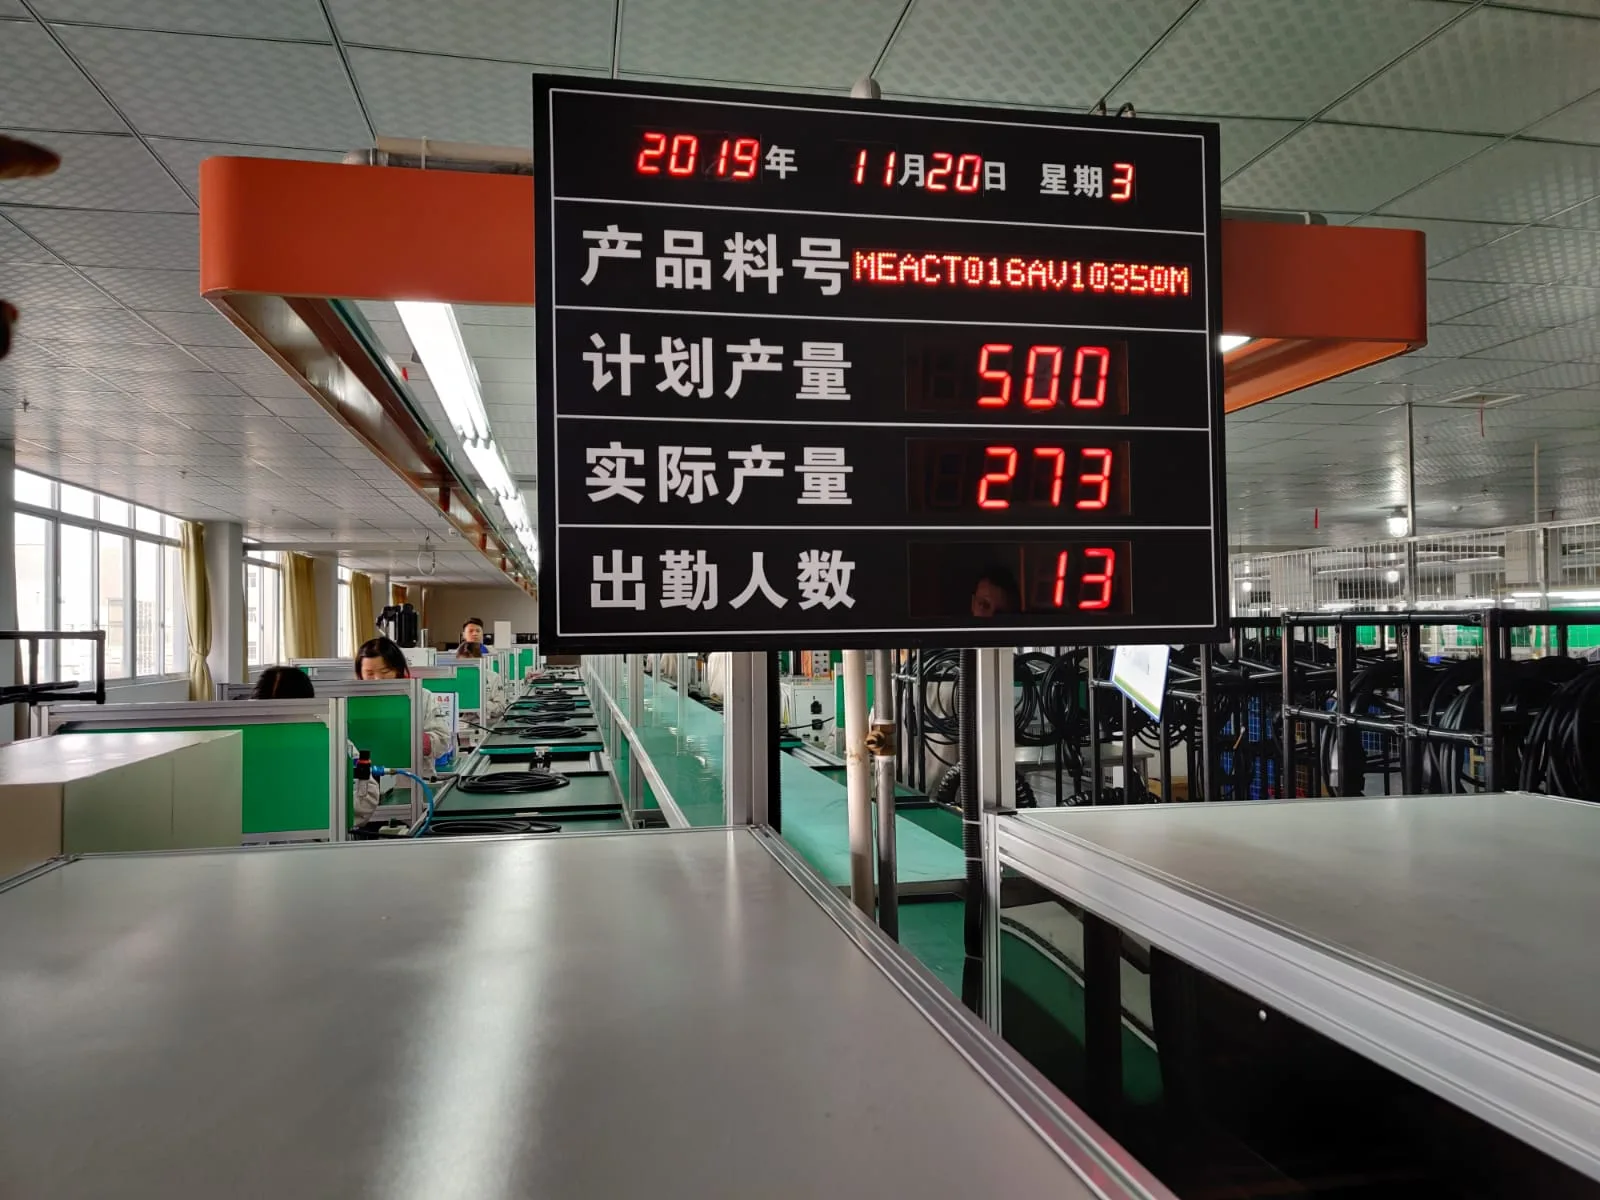 2019年 11月20日 星期3
产品料号 MEACT016AV10350M
计划产量 500
实际产量 273
出勤人数 13